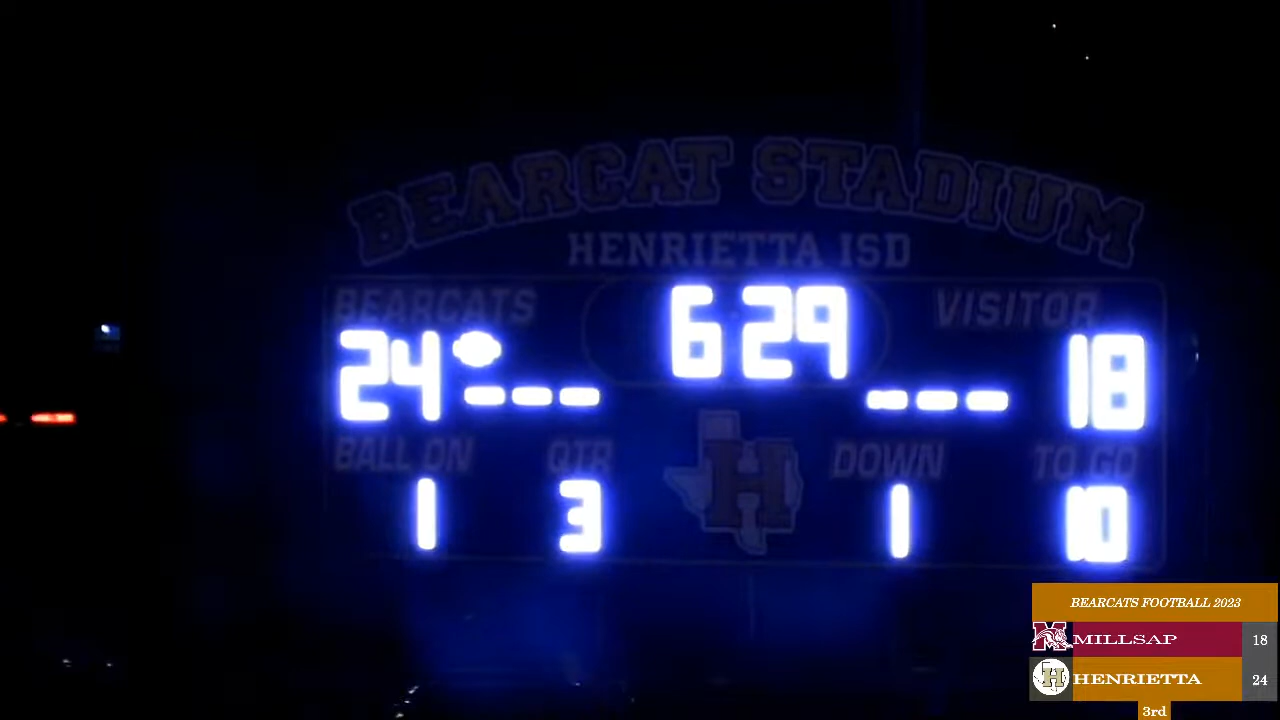 BEARCAT STADIUM
HENRIETTA ISD
BEARCATS 6:29 VISITOR
24 18
BALL ON QTR DOWN TO GO
1 3 H 1 10
BEARCATS FOOTBALL 2023
M MILLSAP 18
H HENRIETTA 24
3rd